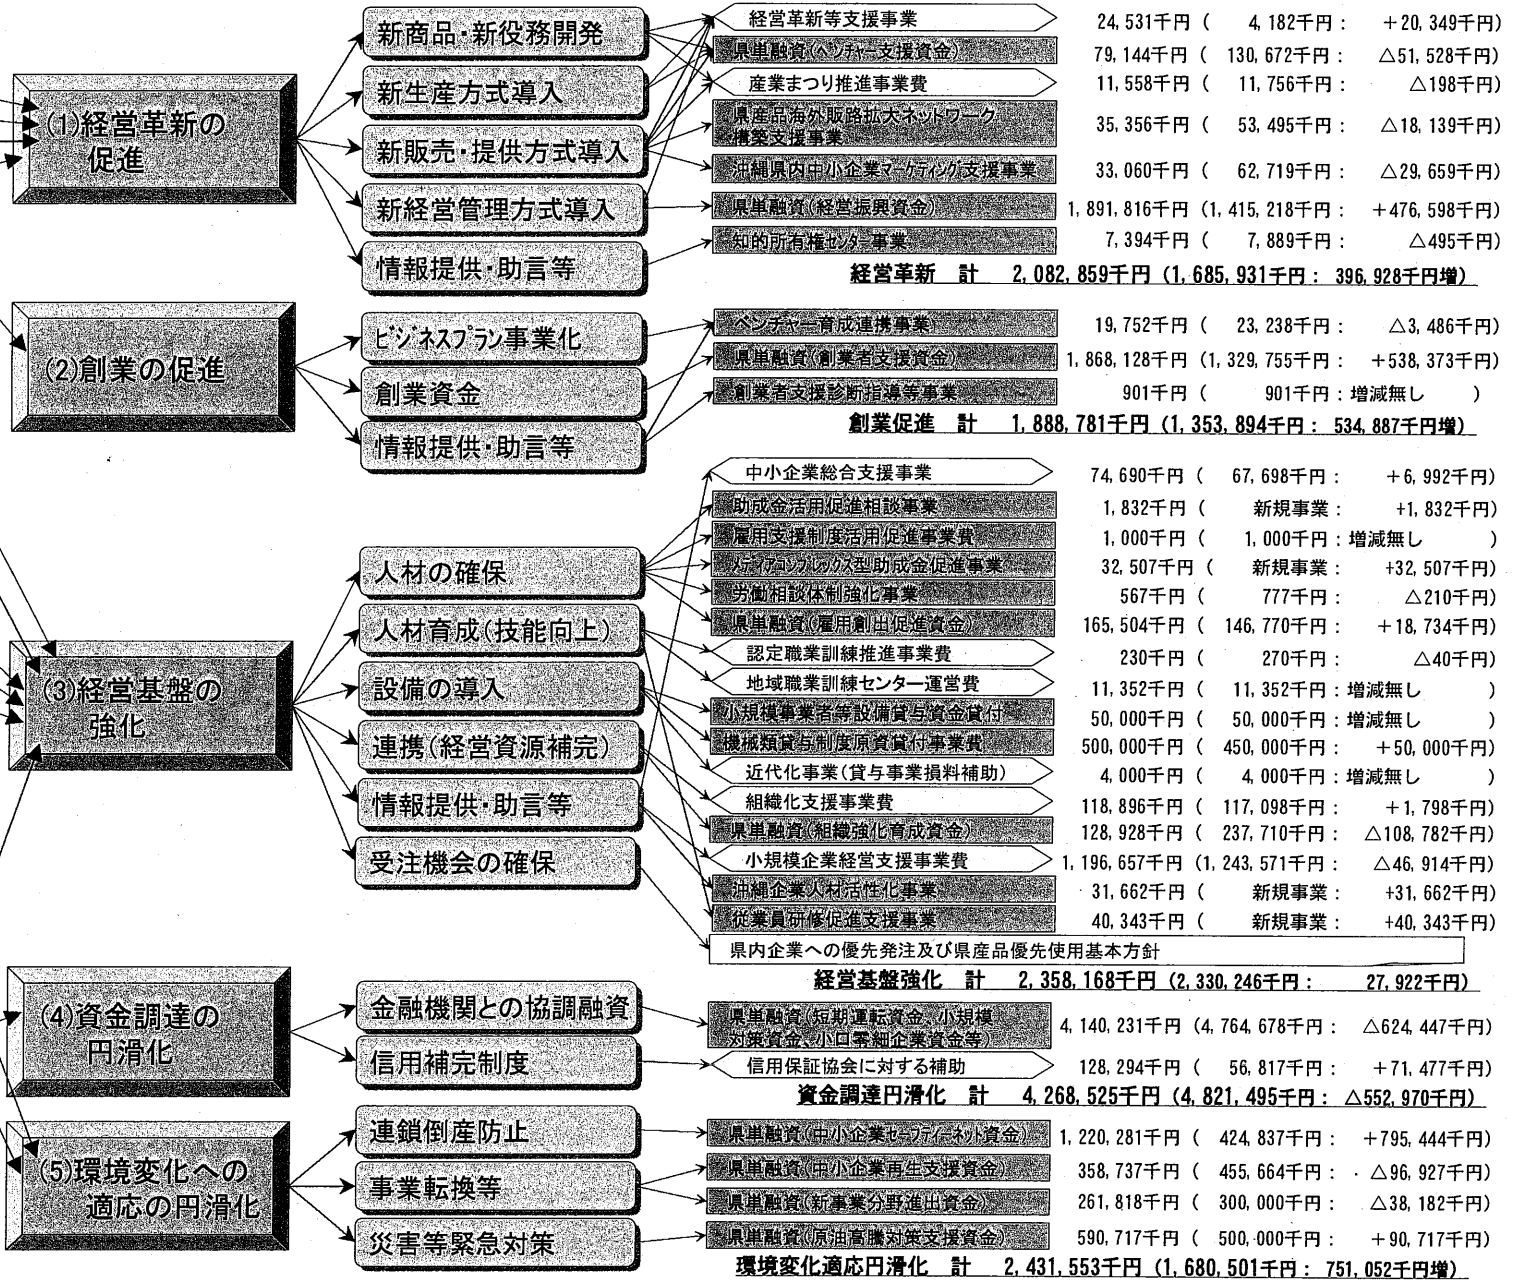 (1)経営革新の
促進
新商品・新役務開発
新生産方式導入
新販売・提供方式導入
新経営管理方式導入
情報提供・助言等
経営革新等支援事業 24,531千円 ( 4,182千円: +20,349千円)
県単融資(ベンチャー支援資金) 79,144千円 ( 130,672千円: △51,528千円)
産業まつり推進事業費 11,558千円 ( 11,756千円: △198千円)
県産品海外販路拡大ネットワーク
構築支援事業 35,356千円 ( 53,495千円: △18,139千円)
沖縄県内中小企業マーケティング支援事業 33,060千円 ( 62,719千円: △29,659千円)
県単融資(経営振興資金) 1,891,816千円 (1,415,218千円: +476,598千円)
知的所有権センター事業 7,394千円 ( 7,889千円: △495千円)
経営革新 計 2,082,859千円 (1,685,931千円: 396,928千円増)
(2)創業の促進
ビジネスプラン事業化
創業資金
情報提供・助言等
ベンチャー育成連携事業 19,752千円 ( 23,238千円: △3,486千円)
県単融資(創業者支援資金) 1,868,128千円 (1,329,755千円: +538,373千円)
創業者支援診断指導等事業 901千円 ( 901千円:増減無し )
創業促進 計 1,888,781千円 (1,353,894千円: 534,887千円増)
(3)経営基盤の
強化
人材の確保
人材育成(技能向上)
設備の導入
連携(経営資源補完)
情報提供・助言等
受注機会の確保
中小企業総合支援事業 74,690千円 ( 67,698千円: +6,992千円)
助成金活用促進相談事業 1,832千円 ( 新規事業: +1,832千円)
雇用支援制度活用促進事業費 1,000千円 ( 1,000千円:増減無し )
メディアコンプレックス型助成金促進事業 32,507千円 ( 新規事業: +32,507千円)
労働相談体制強化事業 567千円 ( 777千円: △210千円)
県単融資(雇用創出促進資金) 165,504千円 ( 146,770千円: +18,734千円)
認定職業訓練推進事業費 230千円 ( 270千円: △40千円)
地域職業訓練センター運営費 11,352千円 ( 11,352千円:増減無し )
小規模事業者等設備貸与資金貸付 50,000千円 ( 50,000千円:増減無し )
機械類貸与制度原資貸付事業費 500,000千円 ( 450,000千円: +50,000千円)
近代化事業(貸与事業損料補助) 4,000千円 ( 4,000千円:増減無し )
組織化支援事業費 118,896千円 ( 117,098千円: +1,798千円)
県単融資(組織強化育成資金) 128,928千円 ( 237,710千円: △108,782千円)
小規模企業経営支援事業費 1,196,657千円 (1,243,571千円: △46,914千円)
沖縄企業人材活性化事業 31,662千円 ( 新規事業: +31,662千円)
従業員研修促進支援事業 40,343千円 ( 新規事業: +40,343千円)
県内企業への優先発注及び県産品優先使用基本方針
経営基盤強化 計 2,358,168千円 (2,330,246千円: 27,922千円)
(4)資金調達の
円滑化
金融機関との協調融資
信用補完制度
県単融資(短期運転資金、小規模
対策資金、小口零細企業資金等) 4,140,231千円 (4,764,678千円: △624,447千円)
信用保証協会に対する補助 128,294千円 ( 56,817千円: +71,477千円)
資金調達円滑化 計 4,268,525千円 (4,821,495千円: △552,970千円)
(5)環境変化への
適応の円滑化
連鎖倒産防止
事業転換等
災害等緊急対策
県単融資(中小企業セーフティーネット資金) 1,220,281千円 ( 424,837千円: +795,444千円)
県単融資(中小企業再生支援資金) 358,737千円 ( 455,664千円: △96,927千円)
県単融資(新事業分野進出資金) 261,818千円 ( 300,000千円: △38,182千円)
県単融資(原油高騰対策支援資金) 590,717千円 ( 500,000千円: +90,717千円)
環境変化適応円滑化 計 2,431,553千円 (1,680,501千円: 751,052千円増)